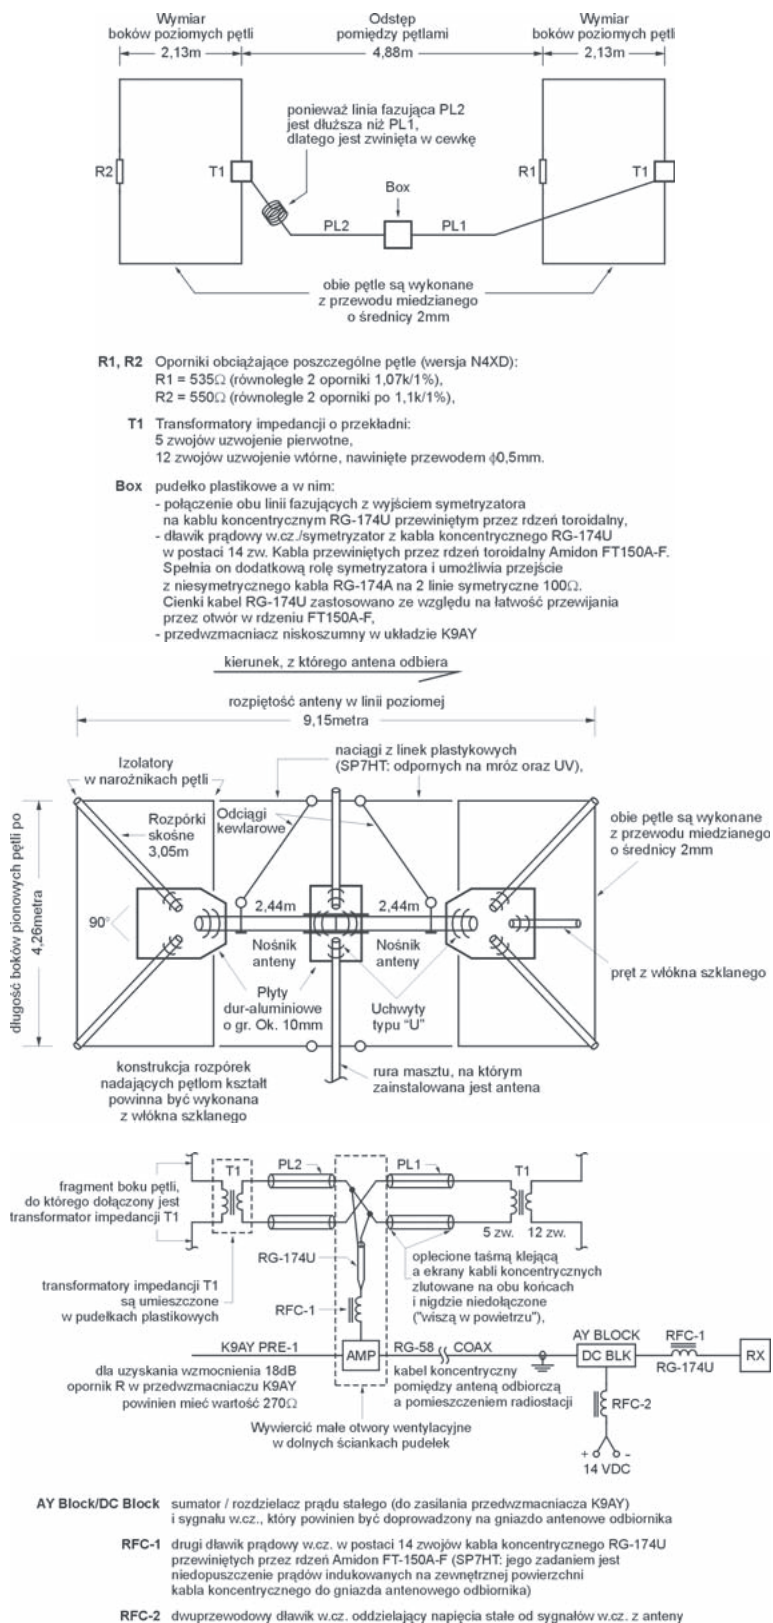 Wymiar
boków poziomych pętli
Odstęp
pomiędzy pętlami
Wymiar
boków poziomych pętli
2,13m
4,88m
2,13m
ponieważ linia fazująca PL2
jest dłuższa niż PL1,
dlatego jest zwinięta w cewkę
R2
T1
Box
R1
T1
PL2
PL1
obie pętle są wykonane
z przewodu miedzianego
o średnicy 2mm
R1, R2 Oporniki obciążające poszczególne pętle (wersja N4XD):
R1 = 535Ω (równolegle 2 oporniki 1,07k/1%),
R2 = 550Ω (równolegle 2 oporniki po 1,1k/1%),
T1 Transformatory impedancji o przekładni:
5 zwojów uzwojenie pierwotne,
12 zwojów uzwojenie wtórne, nawinięte przewodem ϕ0,5mm.
Box pudełko plastikowe a w nim:
- połączenie obu linii fazujących z wyjściem symetryzatora
na kablu koncentrycznym RG-174U przewiniętym przez rdzeń toroidalny,
- dławik prądowy w.cz./symetryzator z kabla koncentrycznego RG-174U
w postaci 14 zw. Kabla przewiniętych przez rdzeń toroidalny Amidon FT150A-F.
Spełnia on dodatkową rolę symetryzatora i umożliwia przejście
z niesymetrycznego kabla RG-174A na 2 linie symetryczne 100Ω.
Cienki kabel RG-174U zastosowano ze względu na łatwość przewijania
przez otwór w rdzeniu FT150A-F,
- przedwzmacniacz niskoszumny w układzie K9AY
kierunek, z którego antena odbiera
rozpiętość anteny w linii poziomej
9,15metra
Izolatory
w narożnikach pętli
naciągi z linek plastykowych
(SP7HT: odpornych na mróz oraz UV),
Rozpórki
skośne
3,05m
Odciągi
kewlarowe
obie pętle są wykonane
z przewodu miedzianego
o średnicy 2mm
długość boków pionowych pętli po
4,26metra
90°
2,44m
2,44m
Nośnik
anteny
Nośnik
anteny
pręt z włókna szklanego
Płyty
dur-aluminiowe
o gr. Ok. 10mm
Uchwyty
typu "U"
konstrukcja rozpórek
nadających pętlom kształt
powinna być wykonana
z włókna szklanego
rura masztu, na którym
zainstalowana jest antena
fragment boku pętli,
do którego dołączony jest
transformator impedancji T1
T1
PL2
PL1
T1
5 zw.
12 zw.
RG-174U
transformatory impedancji T1
są umieszczone
w pudełkach plastikowych
oplecione taśmą klejącą
a ekrany kabli koncentrycznych
zlutowane na obu końcach
i nigdzie niedołączone
("wiszą w powietrzu"),
RFC-1
K9AY PRE-1
AMP
RG-58
COAX
AY BLOCK
DC BLK
RFC-1
RG-174U
RX
dla uzyskania wzmocnienia 18dB
opornik R w przedwzmacniaczu K9AY
powinien mieć wartość 270Ω
kabel koncentryczny
pomiędzy anteną odbiorczą
a pomieszczeniem radiostacji
RFC-2
Wywiercić małe otwory wentylacyjne
w dolnych ściankach pudełek
+ -
14 VDC
AY Block/DC Block sumator / rozdzielacz prądu stałego (do zasilania przedwzmacniacza K9AY)
i sygnału w.cz., który powinien być doprowadzony na gniazdo antenowe odbiornika
RFC-1 drugi dławik prądowy w.cz. w postaci 14 zwojów kabla koncentrycznego RG-174U
przewiniętych przez rdzeń Amidon FT-150A-F (SP7HT: jego zadaniem jest
niedopuszczenie prądów indukowanych na zewnętrznej powierzchni
kabla koncentrycznego do gniazda antenowego odbiornika)
RFC-2 dwuprzewodowy dławik w.cz. oddzielający napięcia stałe od sygnałów w.cz. z anteny